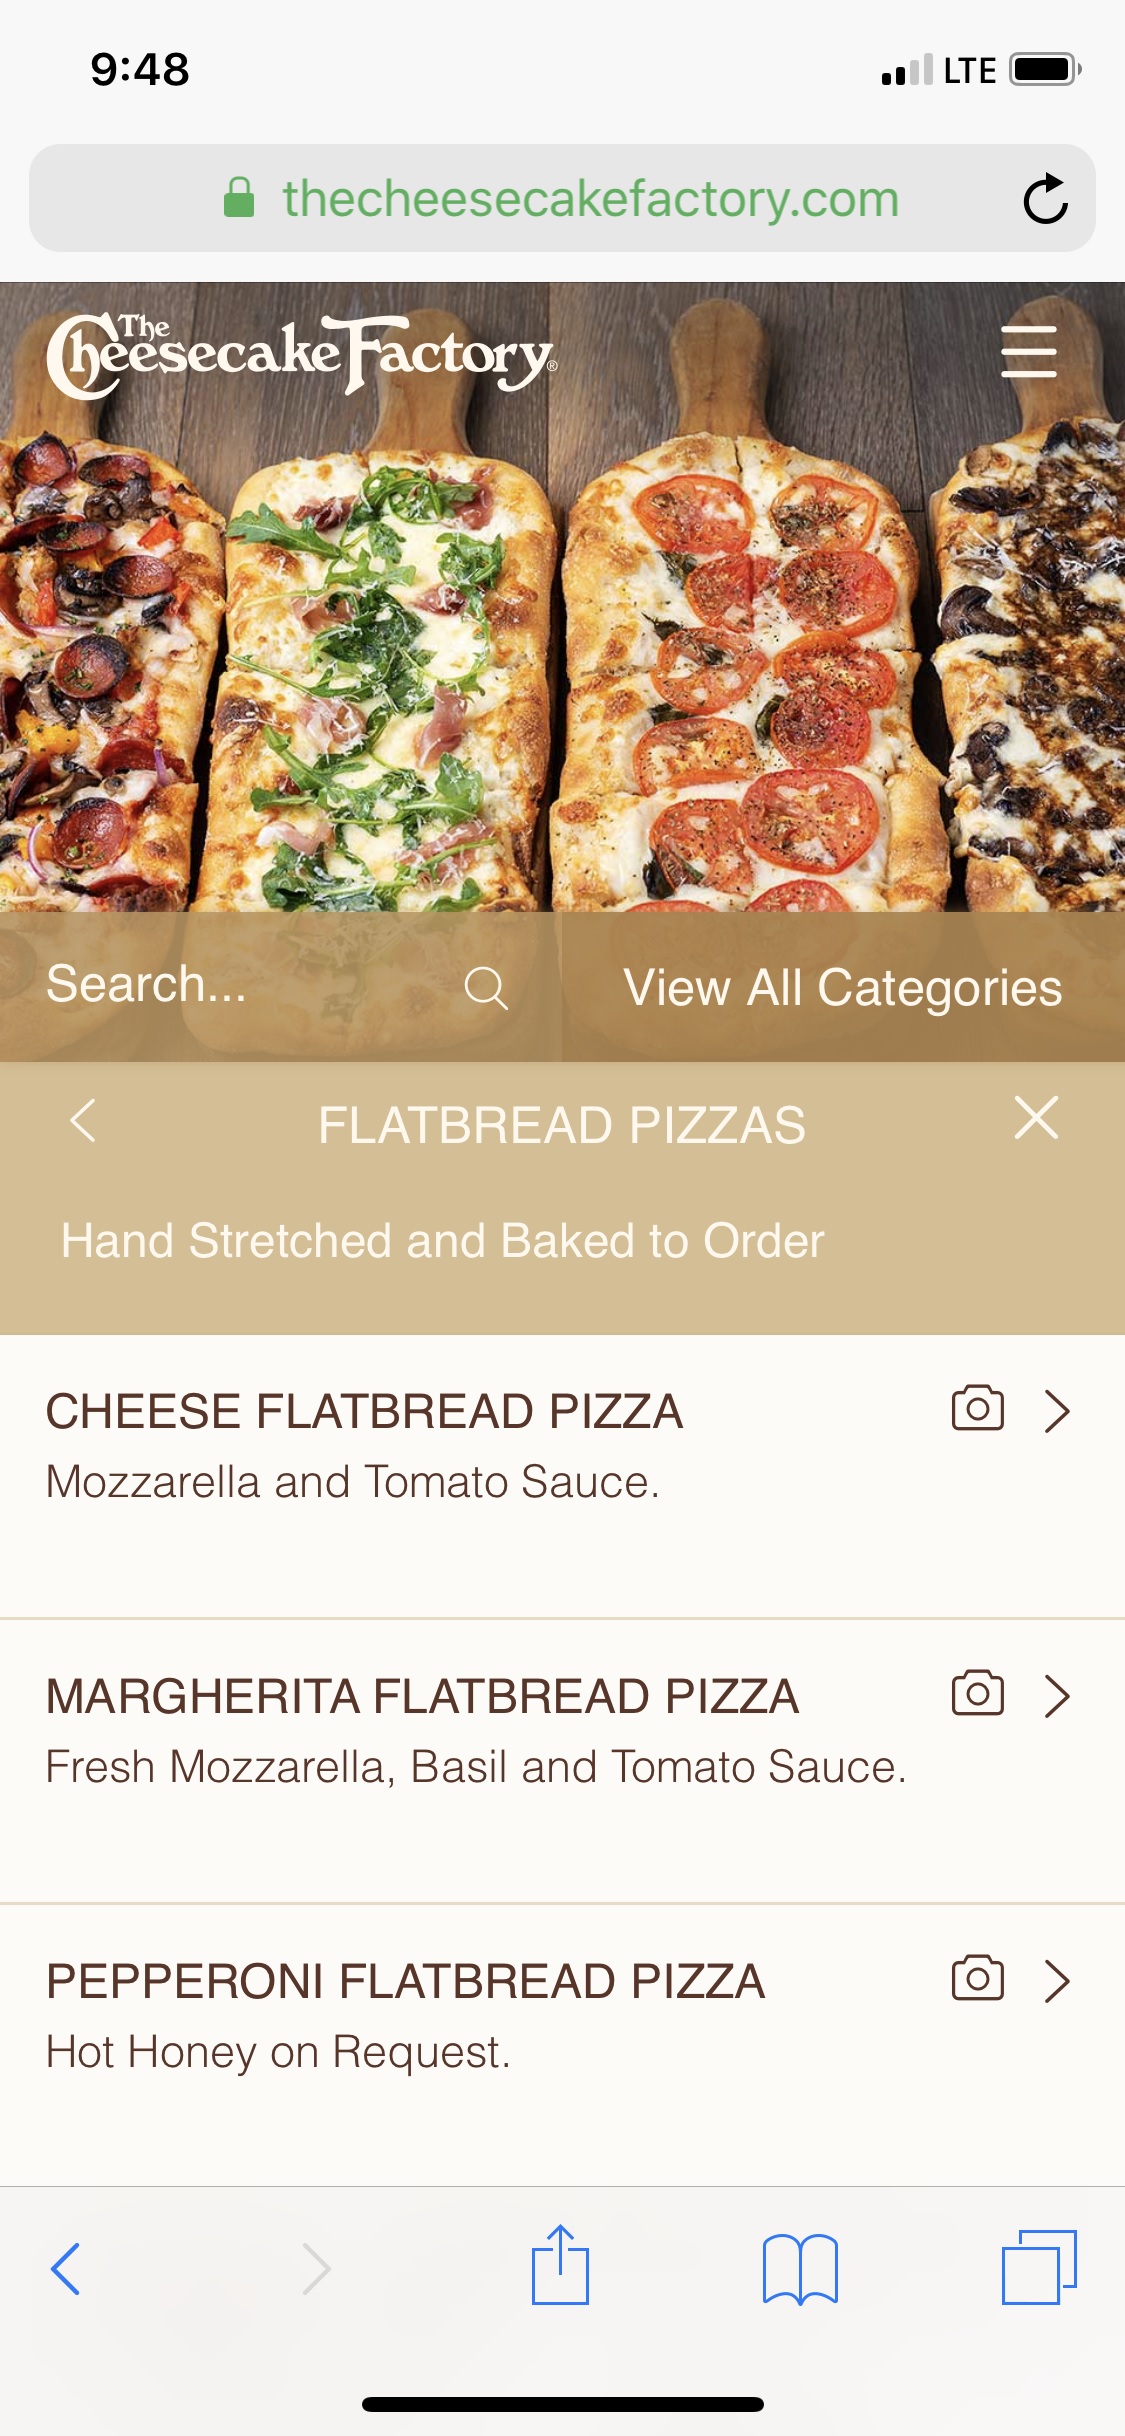 9:48
LTE
thecheesecakefactory.com
The Cheesecake Factory®
Search...
View All Categories
FLATBREAD PIZZAS
Hand Stretched and Baked to Order
CHEESE FLATBREAD PIZZA
Mozzarella and Tomato Sauce.
MARGHERITA FLATBREAD PIZZA
Fresh Mozzarella, Basil and Tomato Sauce.
PEPPERONI FLATBREAD PIZZA
Hot Honey on Request.